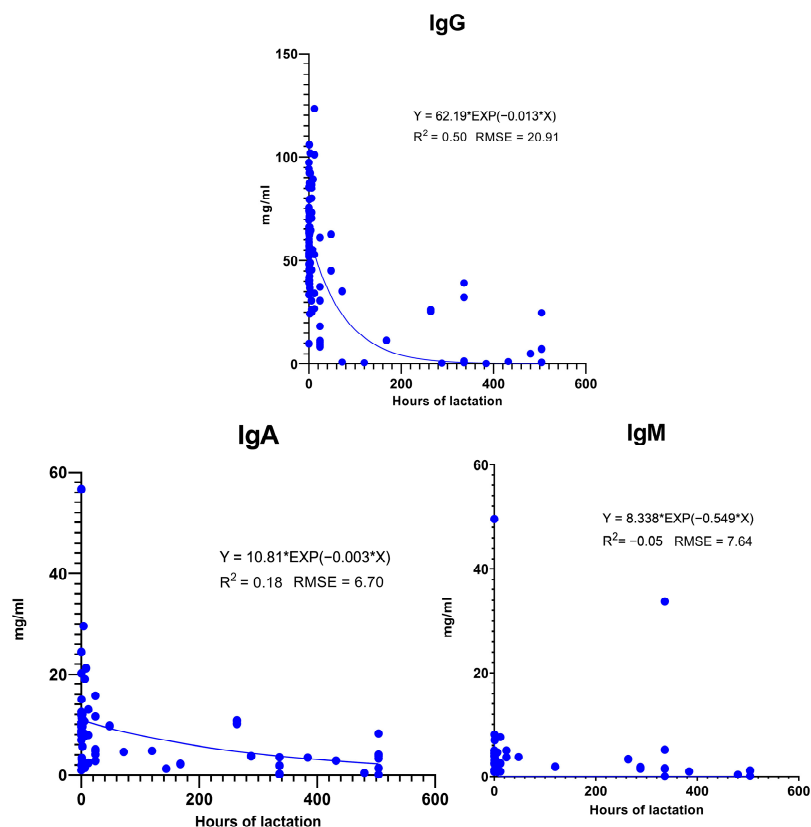 IgG
150
Y = 62.19*EXP(−0.013*X)
R² = 0.50 RMSE = 20.91
100
mg/ml
50
0
0 200 400 600
Hours of lactation
IgA
60
Y = 10.81*EXP(−0.003*X)
R² = 0.18 RMSE = 6.70
40
mg/ml
20
0
0 200 400 600
Hours of lactation
IgM
60
Y = 8.338*EXP(−0.549*X)
R²= −0.05 RMSE = 7.64
40
mg/ml
20
0
0 200 400 600
Hours of lactation